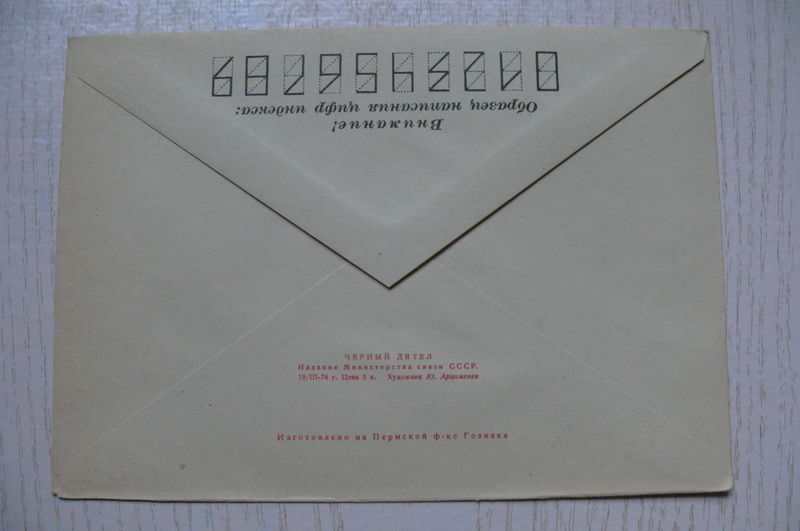 Внимание!
Образец написания цифр индекса:
0123456789
ЧЕРНЫЙ ДЯТЕЛ
Издание Министерства связи СССР.
19/III-74 г. Цена 5 к. Художник Ю. Арцименев
Изготовлено на Пермской ф-ке Гознака